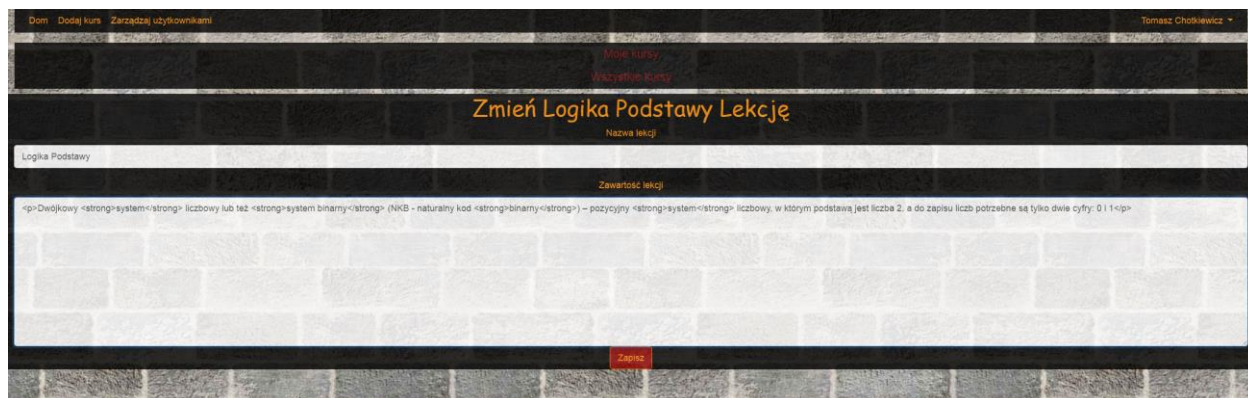 Dom Dodaj kurs Zarządzaj użytkownikami Tomasz Chotkiewicz
Moje kursy
Wszystkie kursy
Zmień Logika Podstawy Lekcję
Nazwa lekcji
Logika Podstawy
Zawartość lekcji
<p>Dwójkowy <strong>system</strong> liczbowy lub też <strong>system binarny</strong> (NKB - naturalny kod <strong>binarny</strong>) – pozycyjny <strong>system</strong> liczbowy, w którym podstawą jest liczba 2, a do zapisu liczb potrzebne są tylko dwie cyfry: 0 i 1</p>
Zapisz